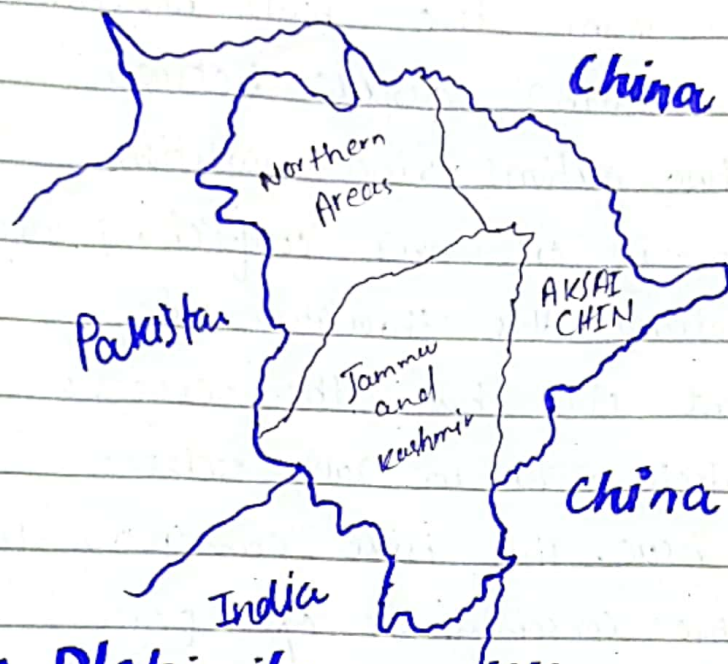 China
Northern
Areas
AKSAI
CHIN
Pakistan
Jammu
and
Kashmir
China
India